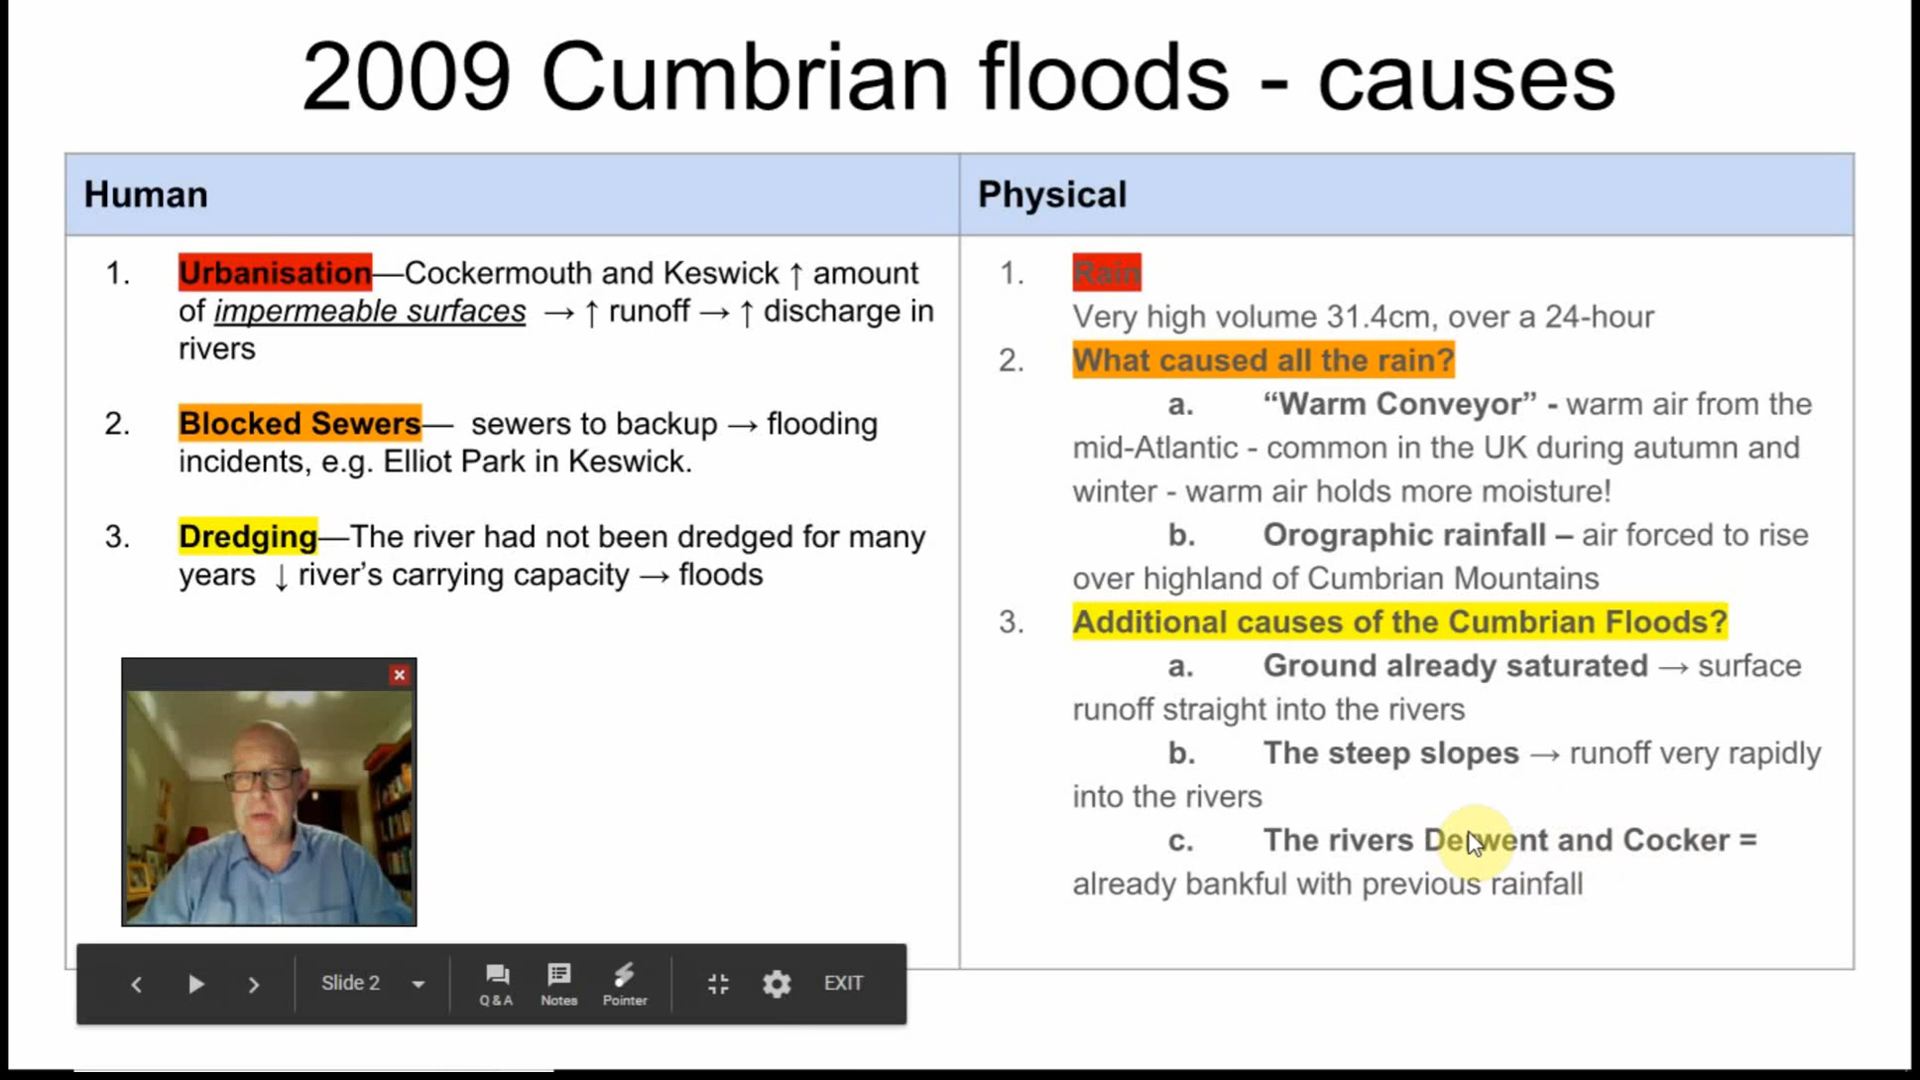 2009 Cumbrian floods - causes
Human
1. Urbanisation—Cockermouth and Keswick ↑ amount
of impermeable surfaces → ↑ runoff → ↑ discharge in
rivers
2. Blocked Sewers— sewers to backup → flooding
incidents, e.g. Elliot Park in Keswick.
3. Dredging—The river had not been dredged for many
years ↓ river's carrying capacity → floods
Physical
1. Rain
Very high volume 31.4cm, over a 24-hour
2. What caused all the rain?
a. “Warm Conveyor” - warm air from the
mid-Atlantic - common in the UK during autumn and
winter - warm air holds more moisture!
b. Orographic rainfall – air forced to rise
over highland of Cumbrian Mountains
3. Additional causes of the Cumbrian Floods?
a. Ground already saturated → surface
runoff straight into the rivers
b. The steep slopes → runoff very rapidly
into the rivers
c. The rivers Derwent and Cocker =
already bankful with previous rainfall
Slide 2
Q & A
Notes
Pointer
EXIT